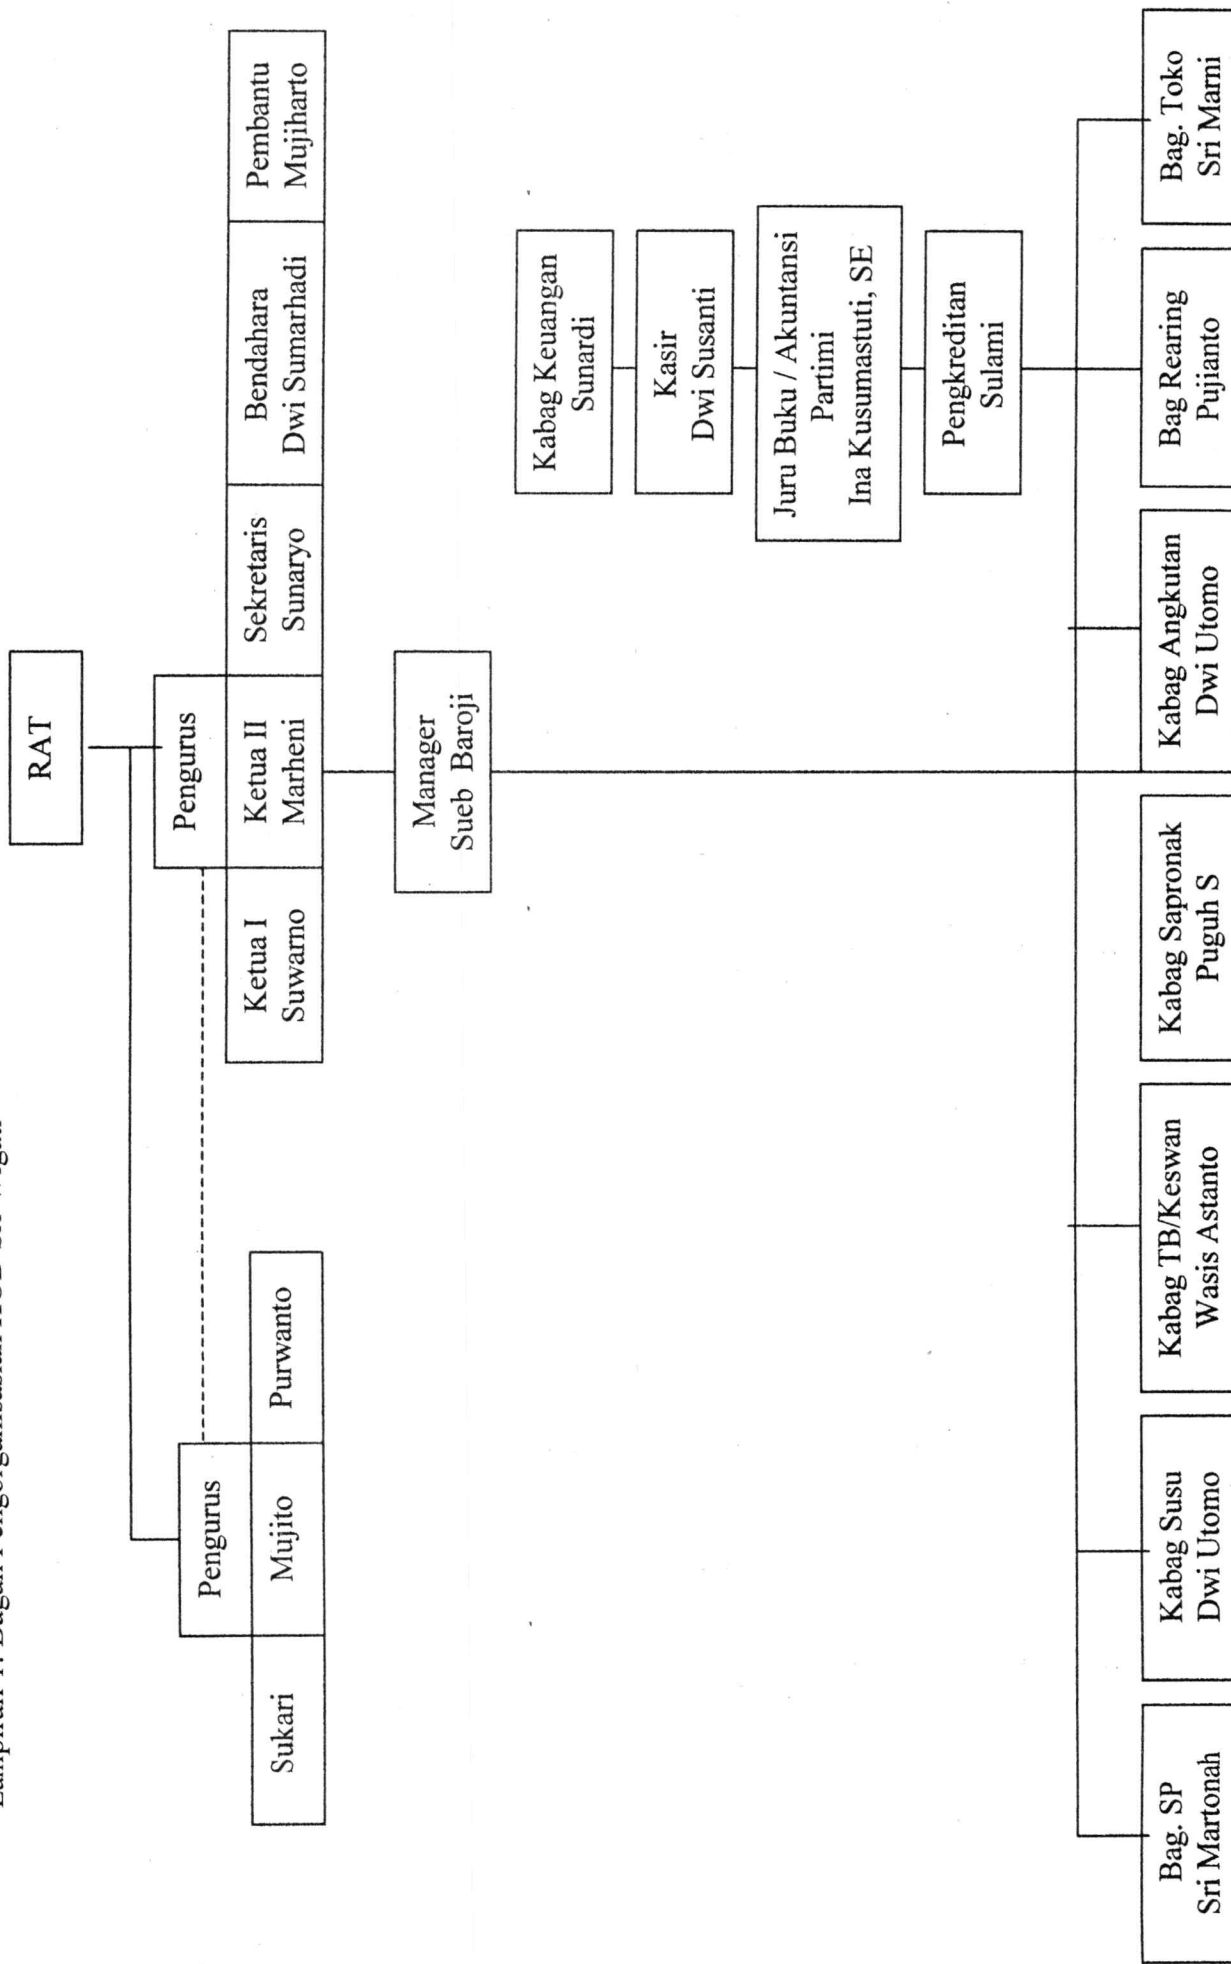 RAT
Pengurus
Sukari
Mujito
Purwanto
Pengurus
Ketua I
Suwarno
Ketua II
Marheni
Sekretaris
Sunaryo
Bendahara
Dwi Sumarhadi
Pembantu
Mujiharto
Manager
Sueb Baroji
Kabag Keuangan
Sunardi
Kasir
Dwi Susanti
Juru Buku / Akuntansi
Partimi
Ina Kusumastuti, SE
Pengkreditan
Sulami
Bag. SP
Sri Martonah
Kabag Susu
Dwi Utomo
Kabag TB/Keswan
Wasis Astanto
Kabag Sapronak
Puguh S
Kabag Angkutan
Dwi Utomo
Bag Rearing
Pujianto
Bag. Toko
Sri Marni